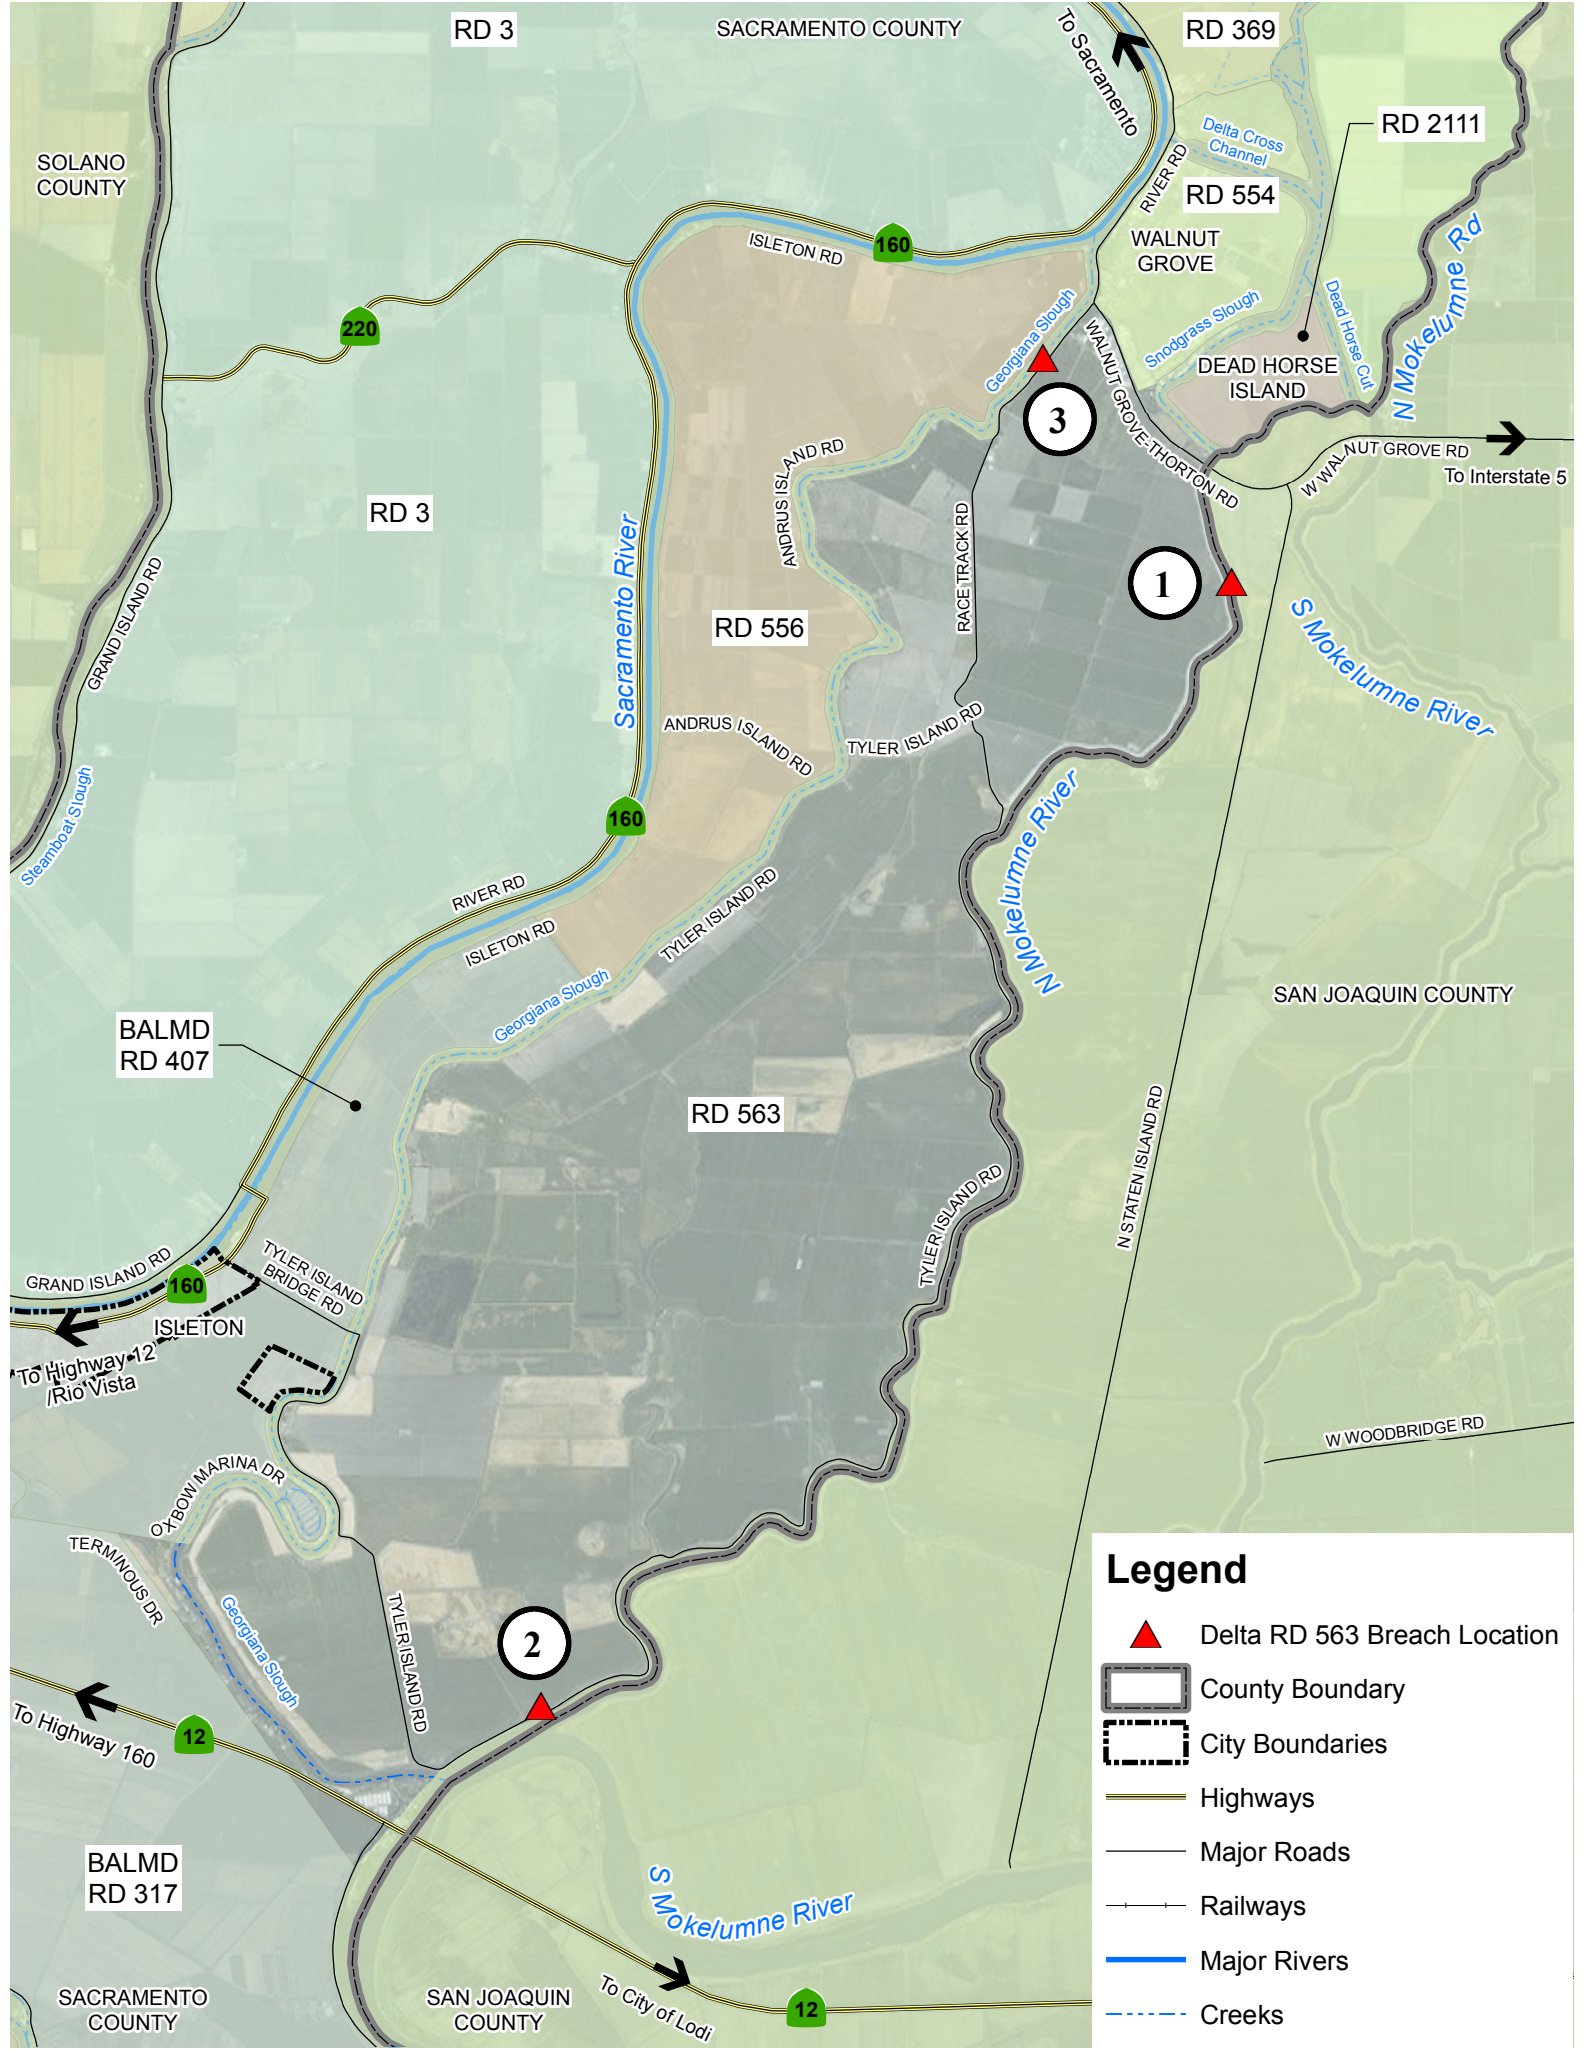 RD 3
SACRAMENTO COUNTY
To Sacramento
RD 369
RD 2111
SOLANO
COUNTY
Delta Cross
Channel
RIVER RD
RD 554
WALNUT
GROVE
ISLETON RD
160
N Mokelumne Rd
220
Georgiana Slough
Snodgrass Slough
Dead Horse Cut
DEAD HORSE
ISLAND
WALNUT GROVE-THORTON RD
3
W WALNUT GROVE RD
To Interstate 5
ANDRUS ISLAND RD
RD 3
RACE TRACK RD
1
GRAND ISLAND RD
Sacramento River
RD 556
S Mokelumne River
ANDRUS ISLAND RD
TYLER ISLAND RD
Steamboat Slough
160
N Mokelumne River
RIVER RD
ISLETON RD
TYLER ISLAND RD
Georgiana Slough
SAN JOAQUIN COUNTY
BALMD
RD 407
RD 563
N STATEN ISLAND RD
TYLER ISLAND RD
GRAND ISLAND RD
160
TYLER ISLAND
BRIDGE RD
ISLETON
To Highway 12
/Rio Vista
W WOODBRIDGE RD
OXBOW MARINA DR
TERMINOUS DR
Georgiana Slough
TYLER ISLAND RD
2
To Highway 160
12
BALMD
RD 317
S Mokelumne River
SACRAMENTO
COUNTY
SAN JOAQUIN
COUNTY
To City of Lodi
12
Legend
Delta RD 563 Breach Location
County Boundary
City Boundaries
Highways
Major Roads
Railways
Major Rivers
Creeks